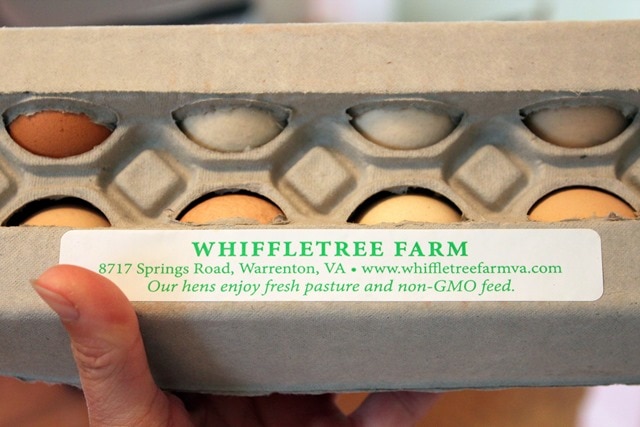 WHIFFLETREE FARM
8717 Springs Road, Warrenton, VA • www.whiffletreefarmva.com
Our hens enjoy fresh pasture and non-GMO feed.